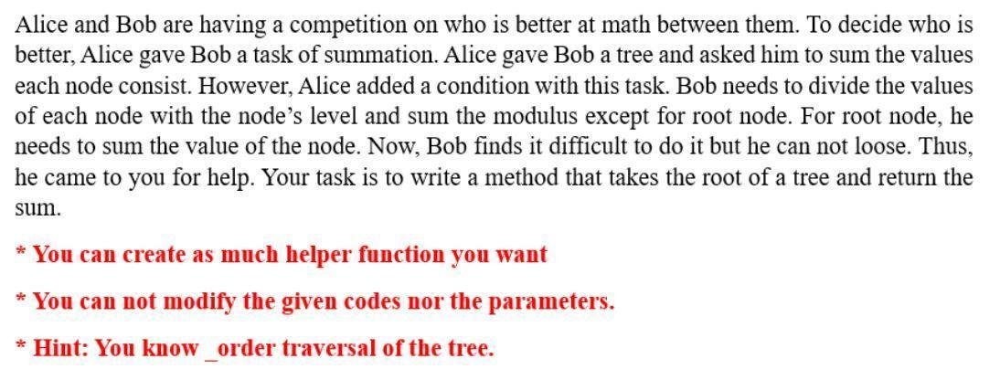 Alice and Bob are having a competition on who is better at math between them. To decide who is
better, Alice gave Bob a task of summation. Alice gave Bob a tree and asked him to sum the values
each node consist. However, Alice added a condition with this task. Bob needs to divide the values
of each node with the node’s level and sum the modulus except for root node. For root node, he
needs to sum the value of the node. Now, Bob finds it difficult to do it but he can not loose. Thus,
he came to you for help. Your task is to write a method that takes the root of a tree and return the
sum.
* You can create as much helper function you want
* You can not modify the given codes nor the parameters.
* Hint: You know _order traversal of the tree.